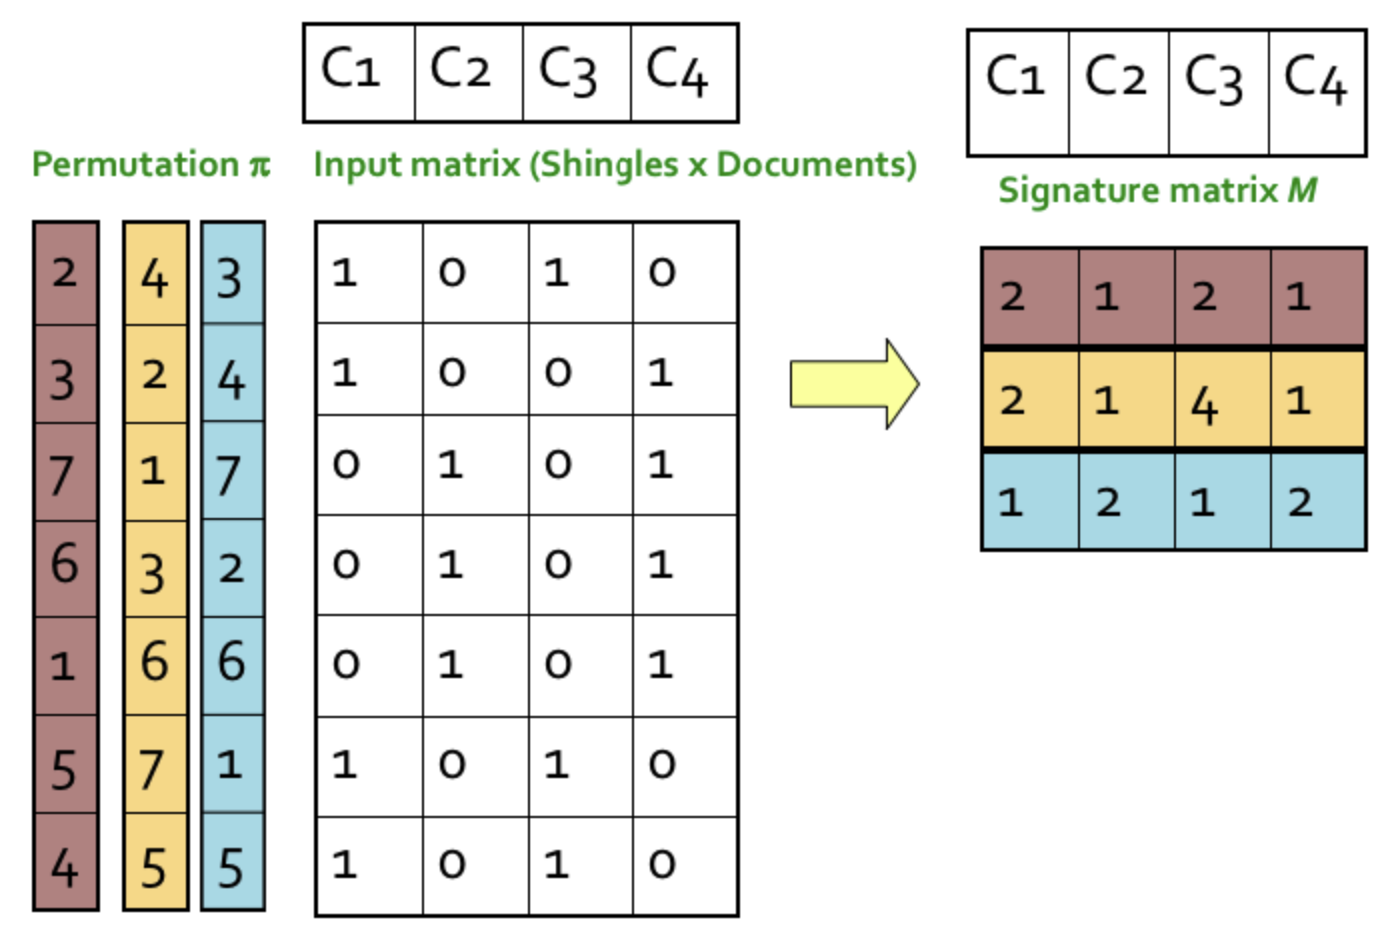 C1 C2 C3 C4
C1 C2 C3 C4
Permutation π
Input matrix (Shingles x Documents)
Signature matrix M
2 4 3 1 0 1 0
3 2 4 1 0 0 1
7 1 7 0 1 0 1
6 3 2 0 1 0 1
1 6 6 0 1 0 1
5 7 1 1 0 1 0
4 5 5 1 0 1 0
2 1 2 1
2 1 4 1
1 2 1 2